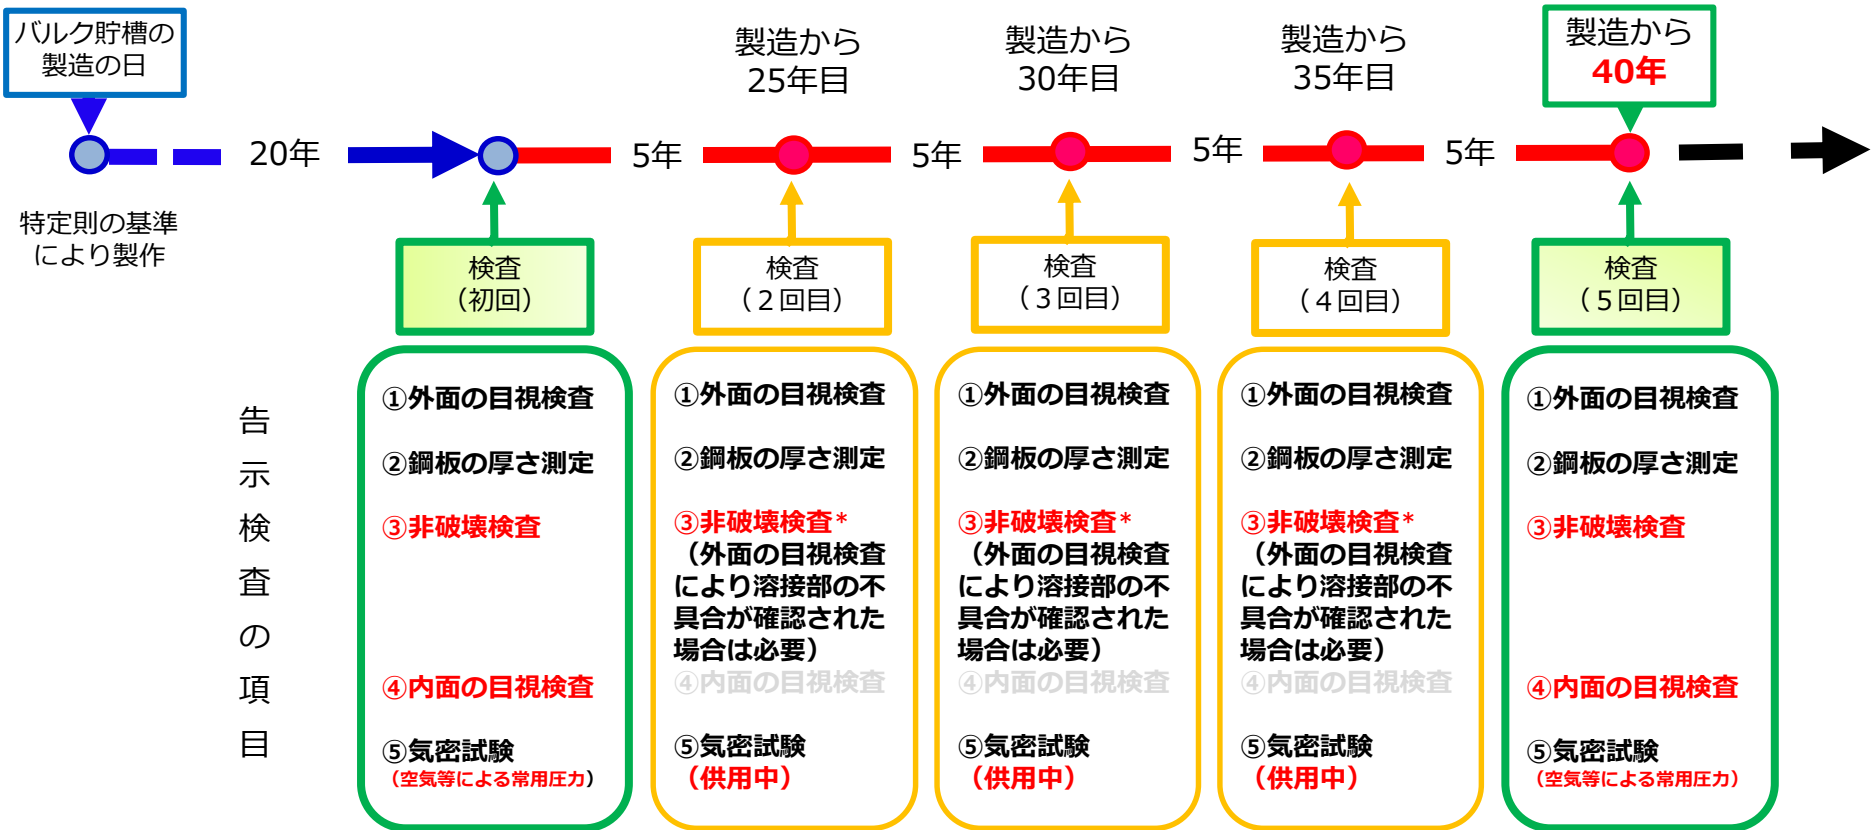 バルク貯槽の
製造の日
製造から
25年目
製造から
30年目
製造から
35年目
製造から
40年
20年
5年
5年
5年
5年
特定則の基準
により製作
検査
（初回）
検査
（２回目）
検査
（３回目）
検査
（４回目）
検査
（５回目）
告示検査の項目
①外面の目視検査
②鋼板の厚さ測定
③非破壊検査
④内面の目視検査
⑤気密試験
（空気等による常用圧力）
①外面の目視検査
②鋼板の厚さ測定
③非破壊検査*
（外面の目視検査
により溶接部の不
具合が確認された
場合は必要）
④内面の目視検査
⑤気密試験
（供用中）
①外面の目視検査
②鋼板の厚さ測定
③非破壊検査*
（外面の目視検査
により溶接部の不
具合が確認された
場合は必要）
④内面の目視検査
⑤気密試験
（供用中）
①外面の目視検査
②鋼板の厚さ測定
③非破壊検査*
（外面の目視検査
により溶接部の不
具合が確認された
場合は必要）
④内面の目視検査
⑤気密試験
（供用中）
①外面の目視検査
②鋼板の厚さ測定
③非破壊検査
④内面の目視検査
⑤気密試験
（空気等による常用圧力）